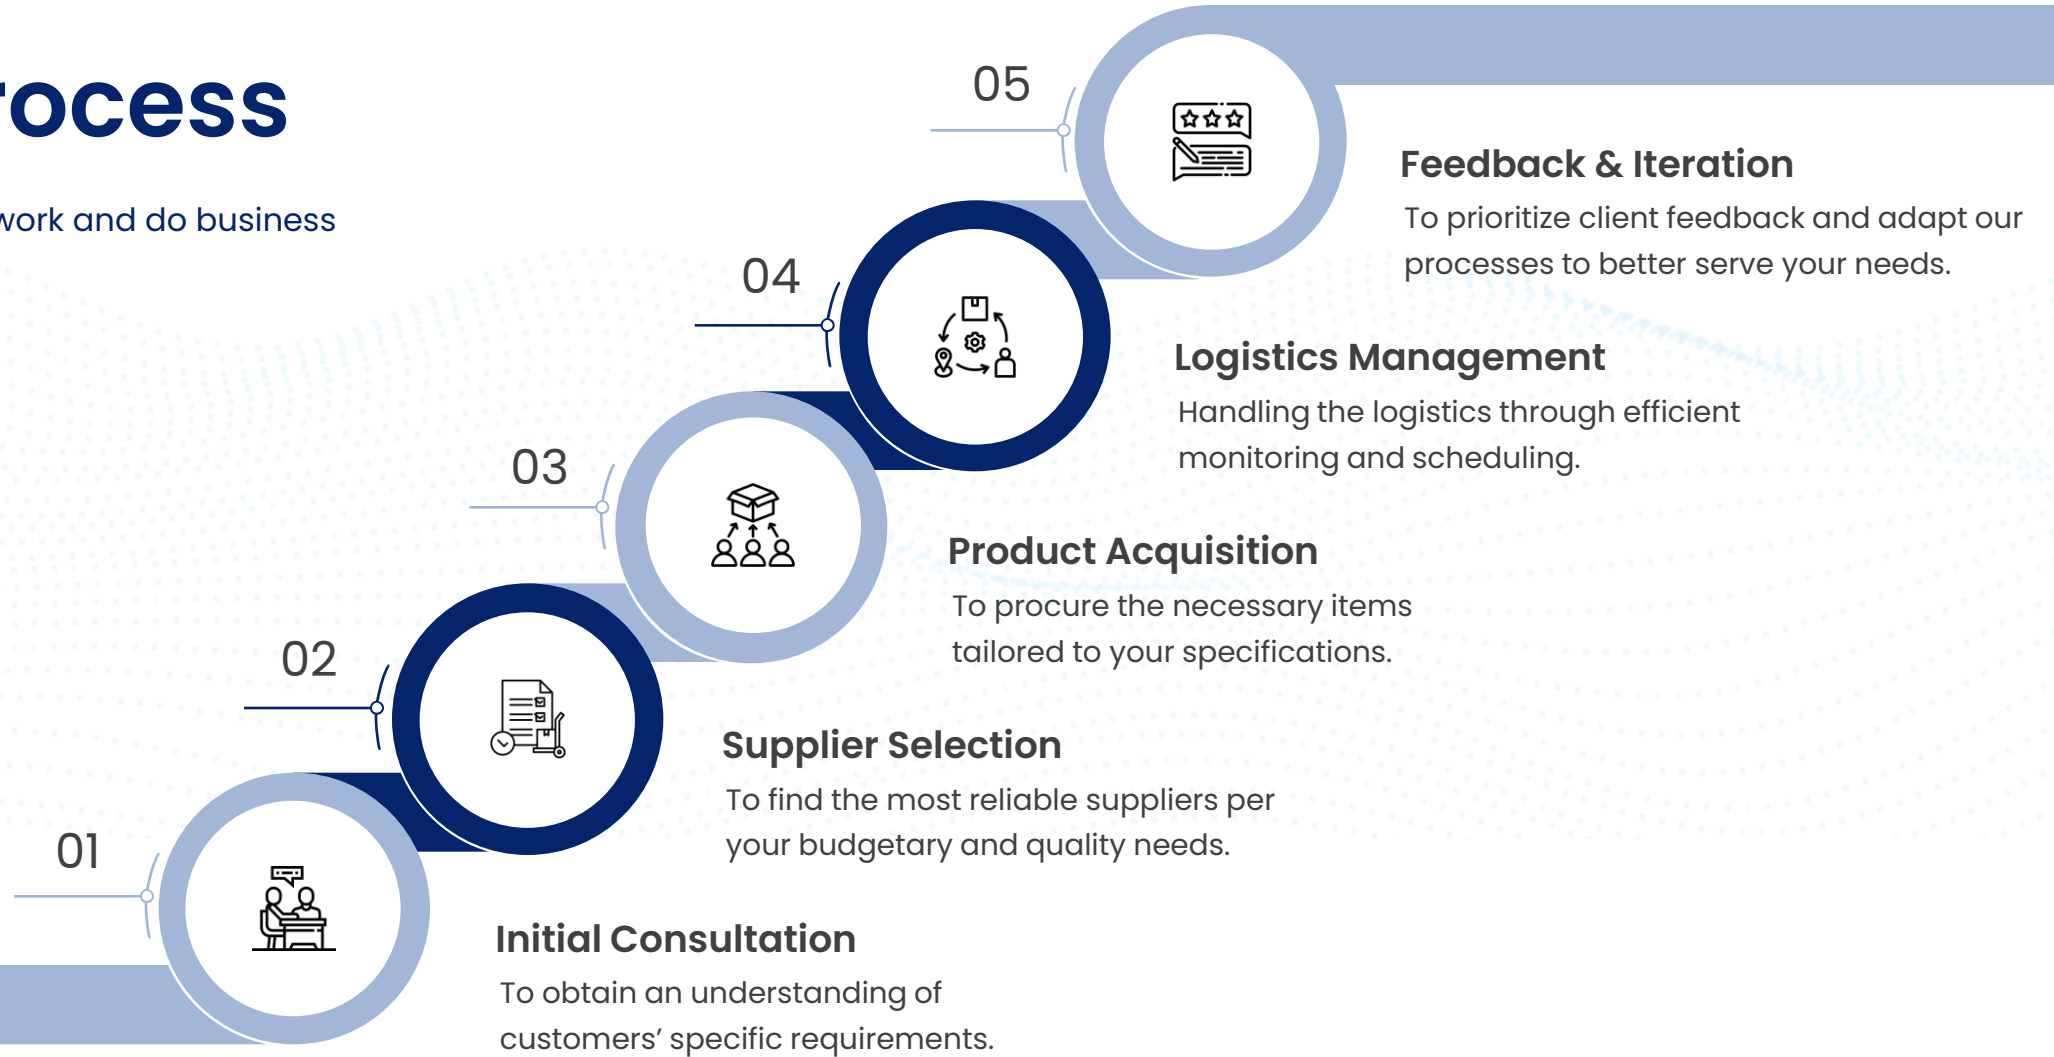 rocess
work and do business
05
Feedback & Iteration
To prioritize client feedback and adapt our
processes to better serve your needs.
04
Logistics Management
Handling the logistics through efficient
monitoring and scheduling.
03
Product Acquisition
To procure the necessary items
tailored to your specifications.
02
Supplier Selection
To find the most reliable suppliers per
your budgetary and quality needs.
01
Initial Consultation
To obtain an understanding of
customers’ specific requirements.